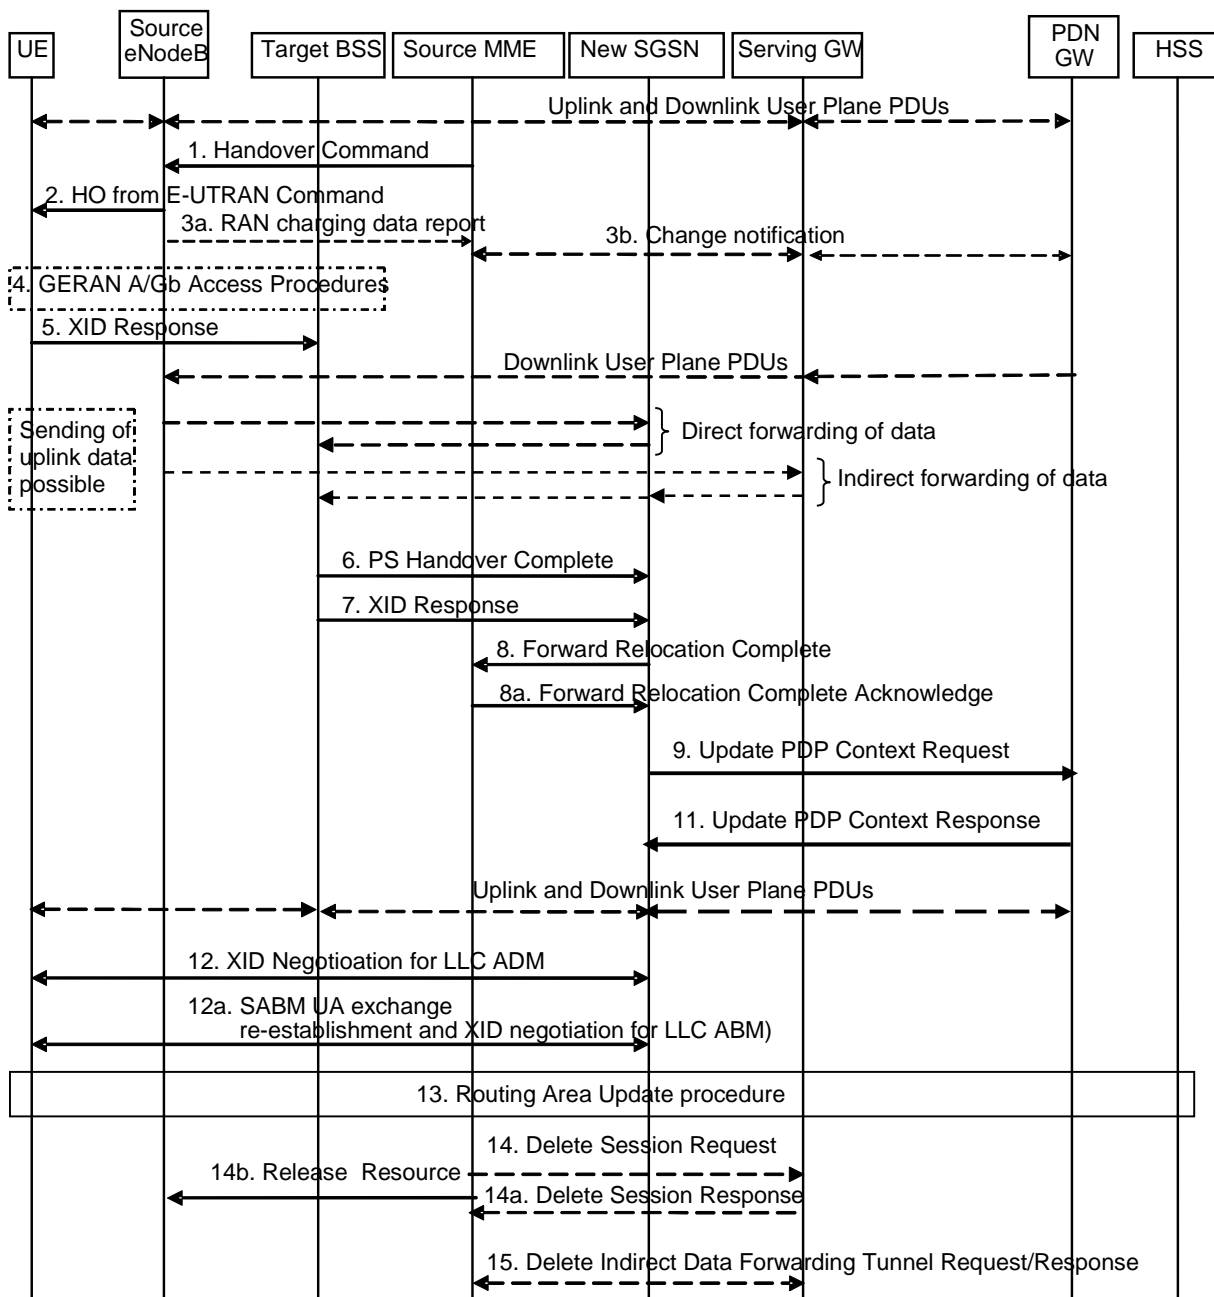 Source
eNodeB
UE
Target BSS
Source MME
New SGSN
Serving GW
PDN
GW
HSS
Uplink and Downlink User Plane PDUs
1. Handover Command
2. HO from E-UTRAN Command
3a. RAN charging data report
3b. Change notification
4. GERAN A/Gb Access Procedures
5. XID Response
Downlink User Plane PDUs
Sending of
uplink data
possible
Direct forwarding of data
Indirect forwarding of data
6. PS Handover Complete
7. XID Response
8. Forward Relocation Complete
8a. Forward Relocation Complete Acknowledge
9. Update PDP Context Request
11. Update PDP Context Response
Uplink and Downlink User Plane PDUs
12. XID Negotioation for LLC ADM
12a. SABM UA exchange
re-establishment and XID negotiation for LLC ABM)
13. Routing Area Update procedure
14. Delete Session Request
14b. Release Resource
14a. Delete Session Response
15. Delete Indirect Data Forwarding Tunnel Request/Response